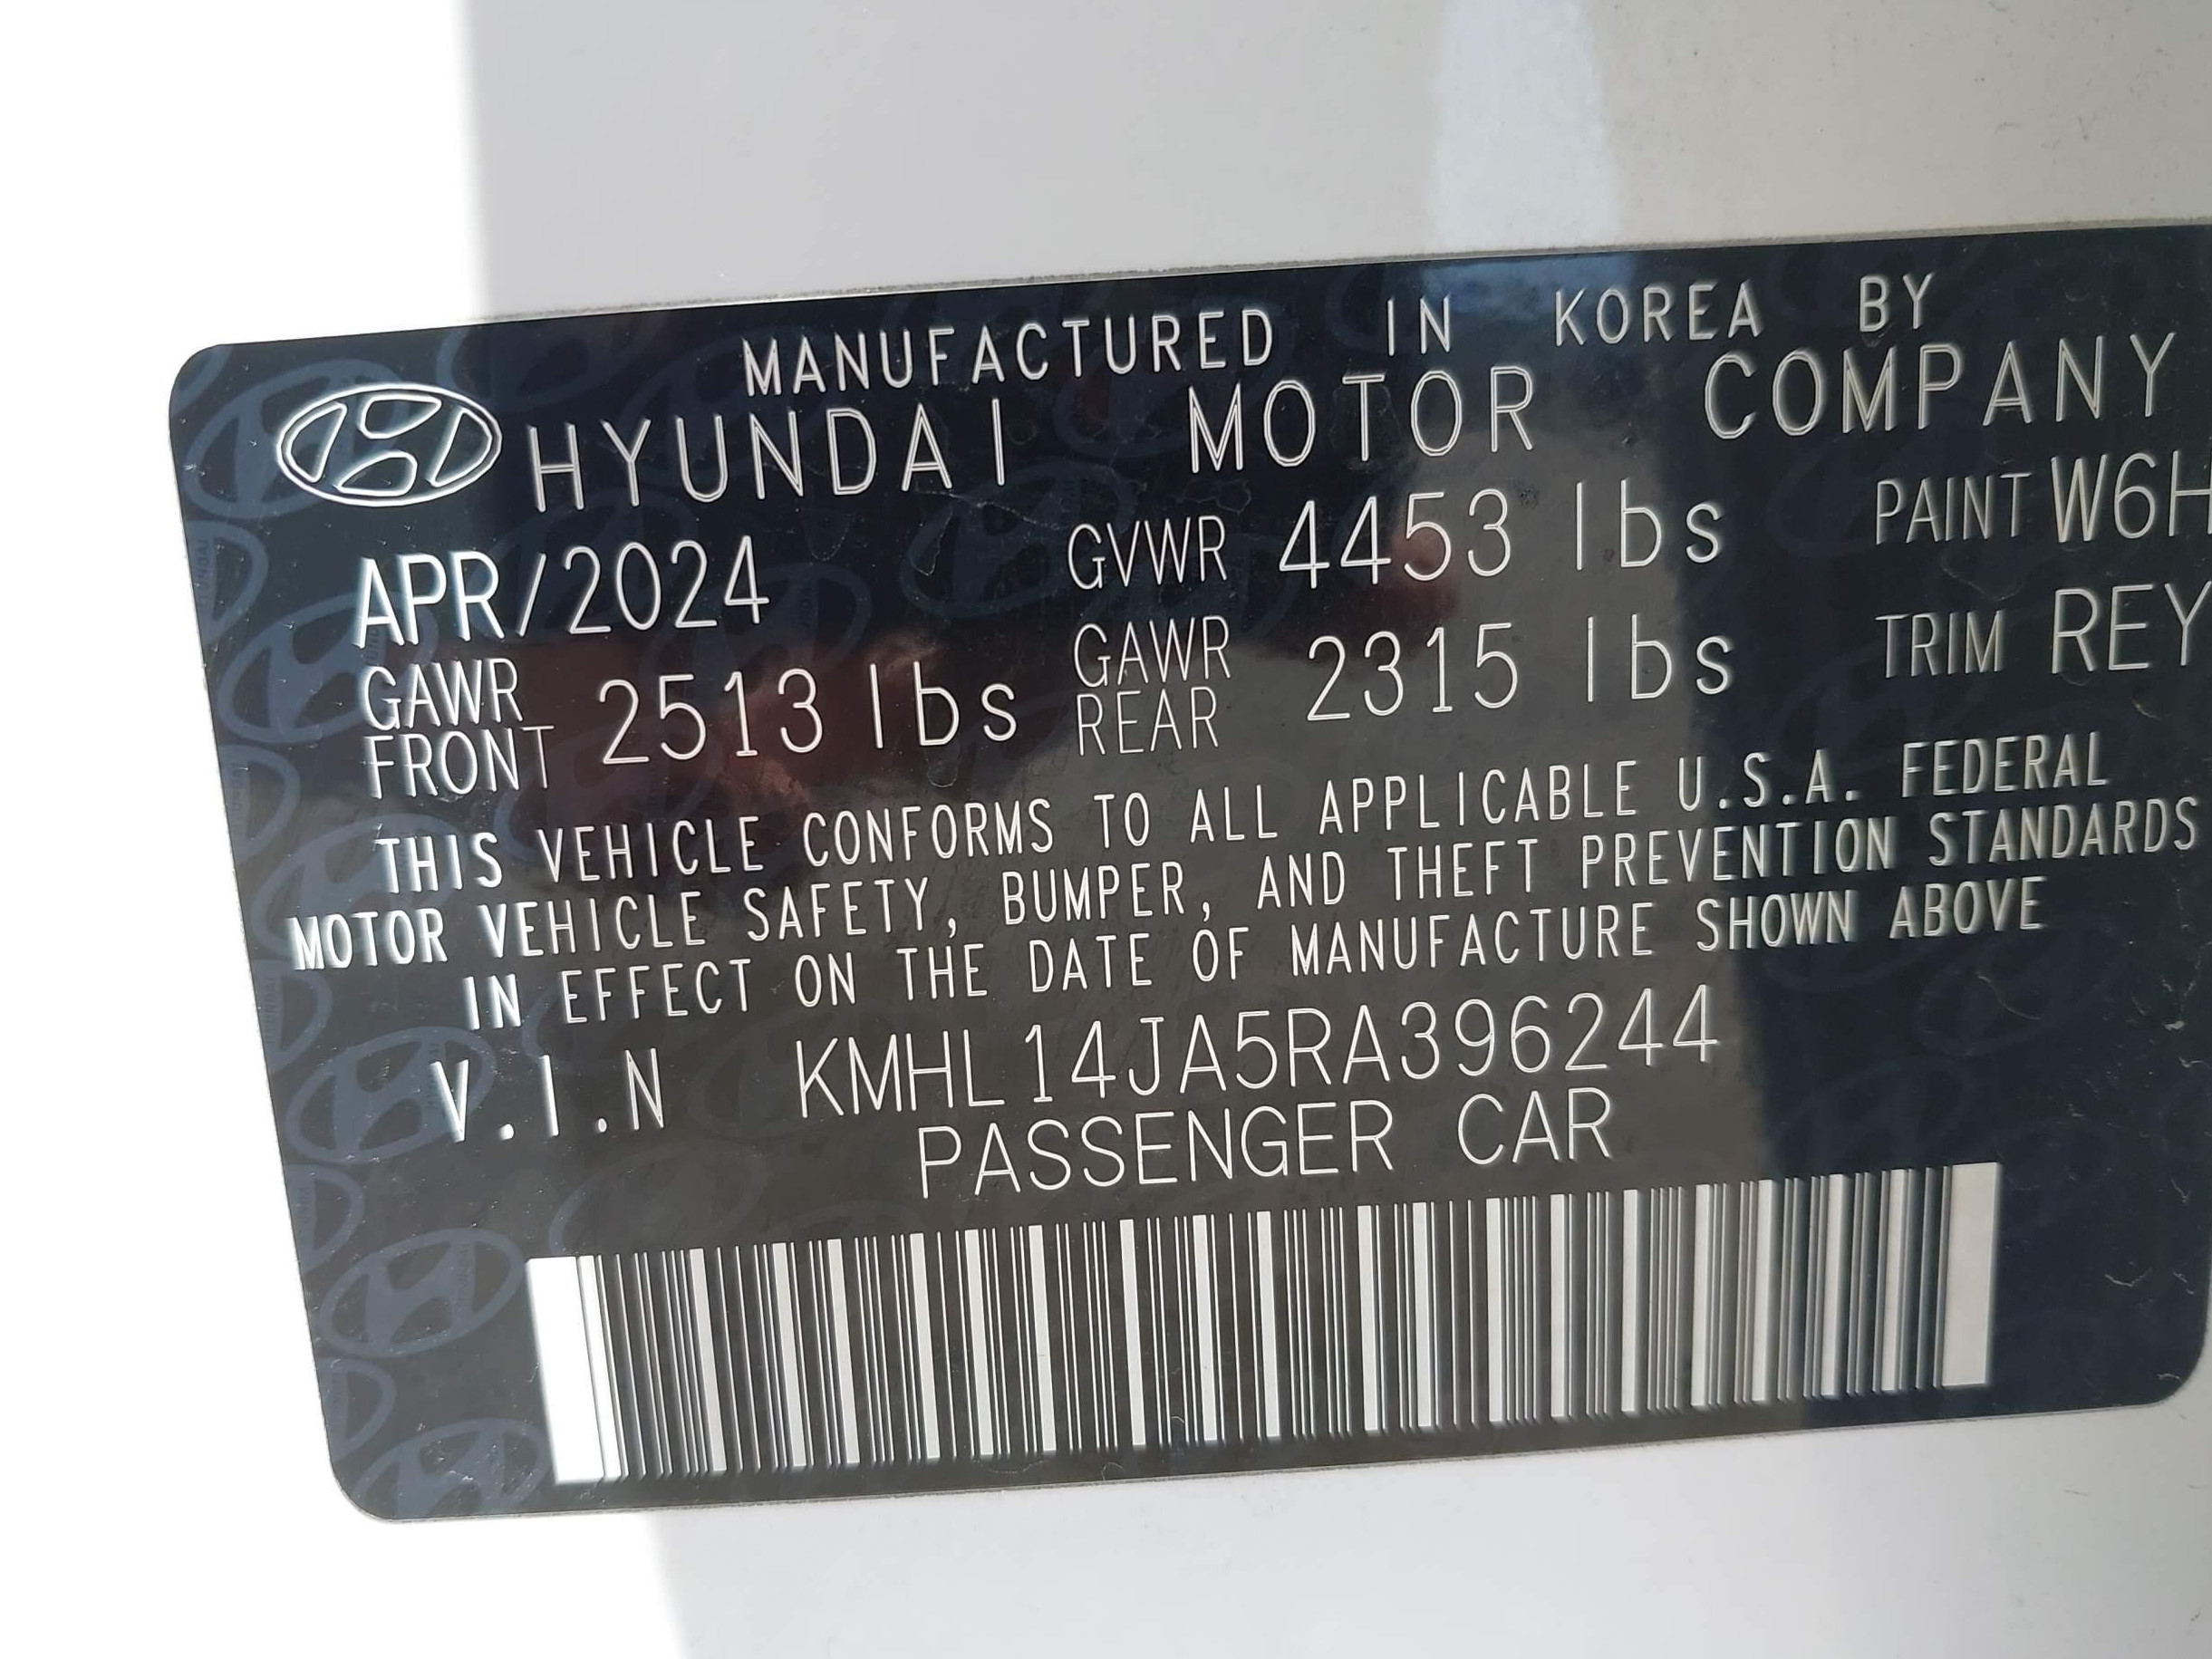 MANUFACTURED IN KOREA BY
HYUNDAI MOTOR COMPANY
APR/2024 GVWR 4453 lbs PAINT W6H
GAWR FRONT 2513 lbs GAWR REAR 2315 lbs TRIM REY
THIS VEHICLE CONFORMS TO ALL APPLICABLE U.S.A. FEDERAL
MOTOR VEHICLE SAFETY, BUMPER, AND THEFT PREVENTION STANDARDS
IN EFFECT ON THE DATE OF MANUFACTURE SHOWN ABOVE
V.I.N KMHL14JA5RA396244
PASSENGER CAR